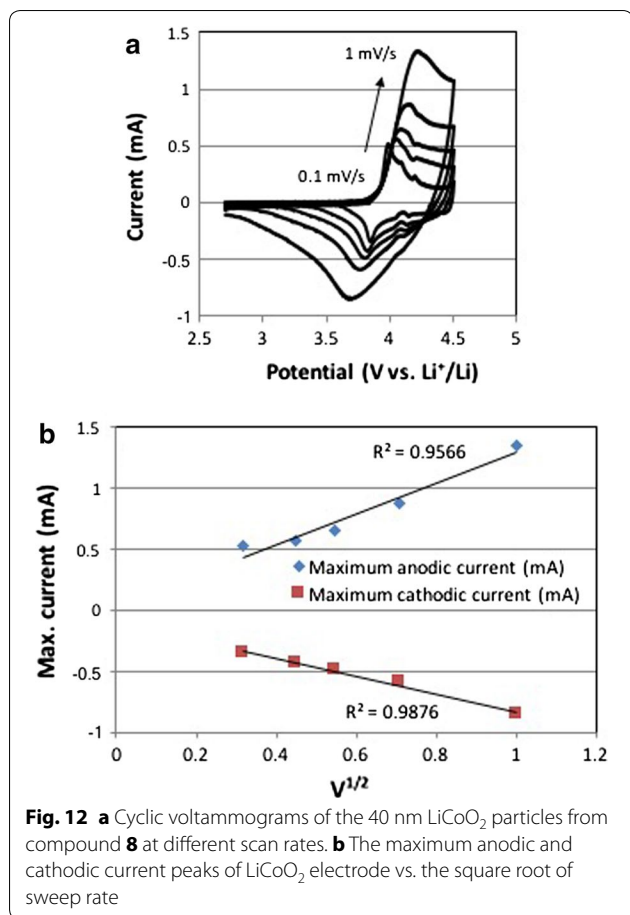 a
1.5
1
0.5
0
-0.5
-1
Current (mA)
1 mV/s
0.1 mV/s
2.5 3 3.5 4 4.5 5
Potential (V vs. Li⁺/Li)
b
1.5
1
0.5
0
-0.5
-1
Max. current (mA)
R² = 0.9566
Maximum anodic current (mA)
Maximum cathodic current (mA)
R² = 0.9876
0 0.2 0.4 0.6 0.8 1 1.2
V¹ᐟ²
Fig. 12 a Cyclic voltammograms of the 40 nm LiCoO₂ particles from
compound 8 at different scan rates. b The maximum anodic and
cathodic current peaks of LiCoO₂ electrode vs. the square root of
sweep rate